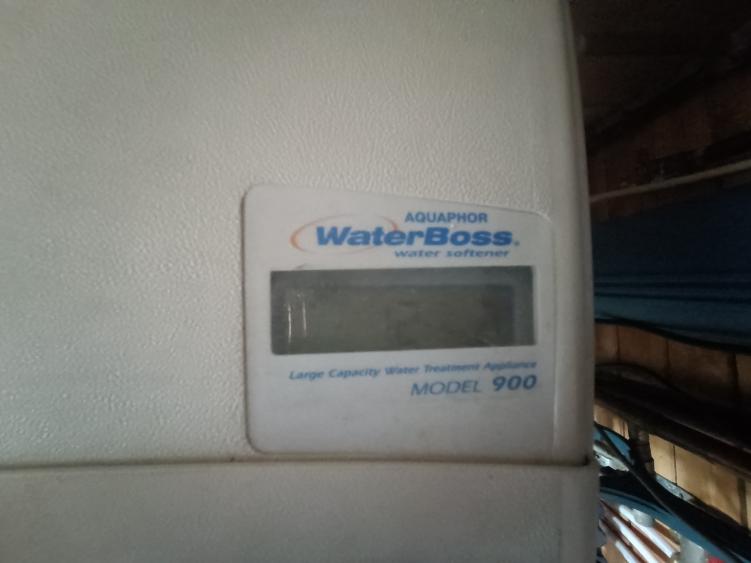 AQUAPHOR
WaterBoss®
water softener
Large Capacity Water Treatment Appliance
MODEL 900